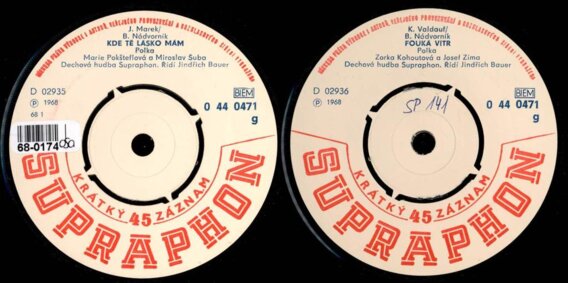 J. Marek/
B. Nádvorník
KDE TĚ LÁSKO MÁM
Polka
Marie Pokšteflová a Miroslav Šuba
Dechová hudba Supraphon. Řídí Jindřich Bauer
D 02935
Ⓟ 1968
68 1
BIEM
0 44 0471
g
68-0174
KRÁTKÝ 45 ZÁZNAM
SUPRAPHON
K. Valdauf/
B. Nádvorník
FOUKÁ VÍTR
Polka
Zorka Kohoutová a Josef Zíma
Dechová hudba Supraphon. Řídí Jindřich Bauer
D 02936
Ⓟ 1968
BIEM
0 44 0471
g
SP 141
KRÁTKÝ 45 ZÁZNAM
SUPRAPHON